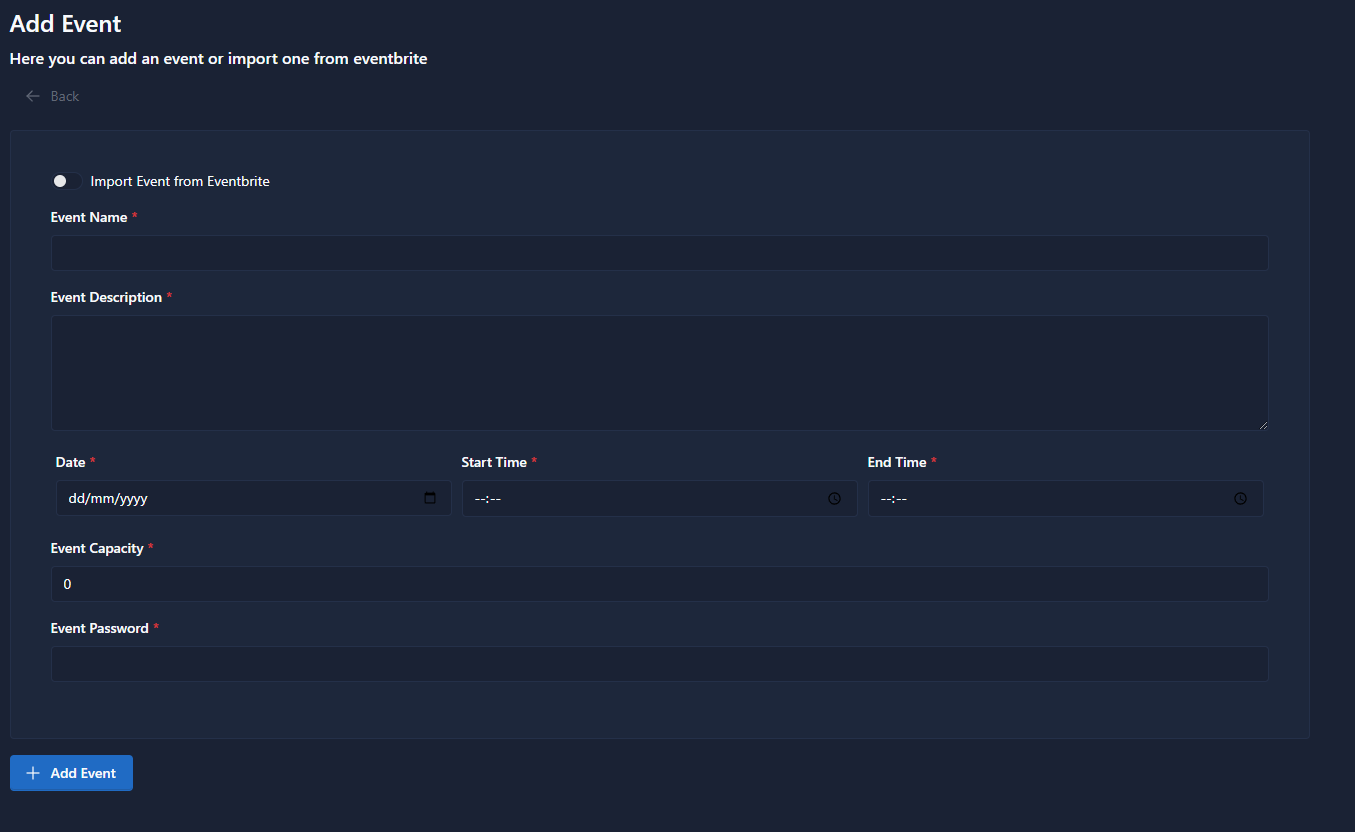 Add Event
Here you can add an event or import one from eventbrite
Back
Import Event from Eventbrite
Event Name *
Event Description *
Date * Start Time * End Time *
dd/mm/yyyy --:-- --:--
Event Capacity *
0
Event Password *
Add Event